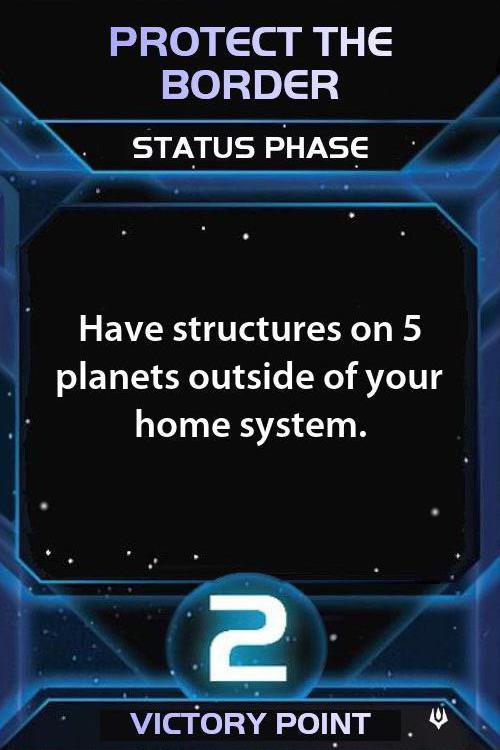 PROTECT THE
BORDER
STATUS PHASE
Have structures on 5
planets outside of your
home system.
2
VICTORY POINT